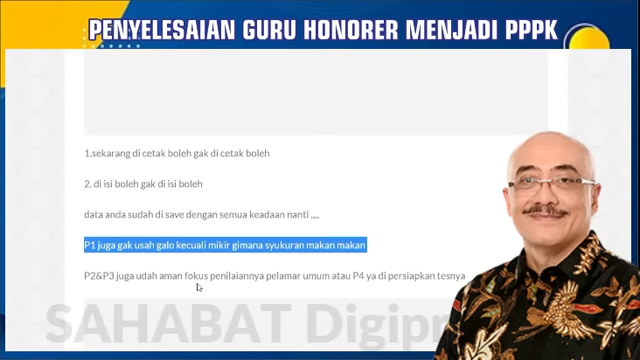 PENYELESAIAN GURU HONORER MENJADI PPPK
1.sekarang di cetak boleh gak di cetak boleh
2. di isi boleh gak di isi boleh
data anda sudah di save dengan semua keadaan nanti ,,,,
P1 juga gak usah galo kecuali mikir gimana syukuran makan makan
P2&P3 juga udah aman fokus penilaiannya pelamar umum atau P4 ya di persiapkan tesnya
SAHABAT Digipr